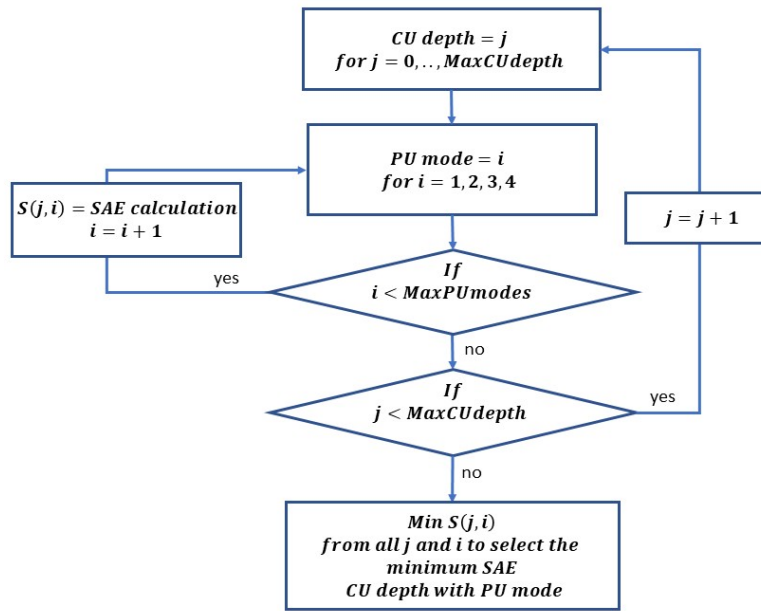 CU depth = j
for j = 0,..,MaxCUdepth
PU mode = i
for i = 1,2,3,4
S(j,i) = SAE calculation
i = i + 1
j = j + 1
If
i < MaxPUmodes
yes
no
If
j < MaxCUdepth
yes
no
Min S(j,i)
from all j and i to select the
minimum SAE
CU depth with PU mode